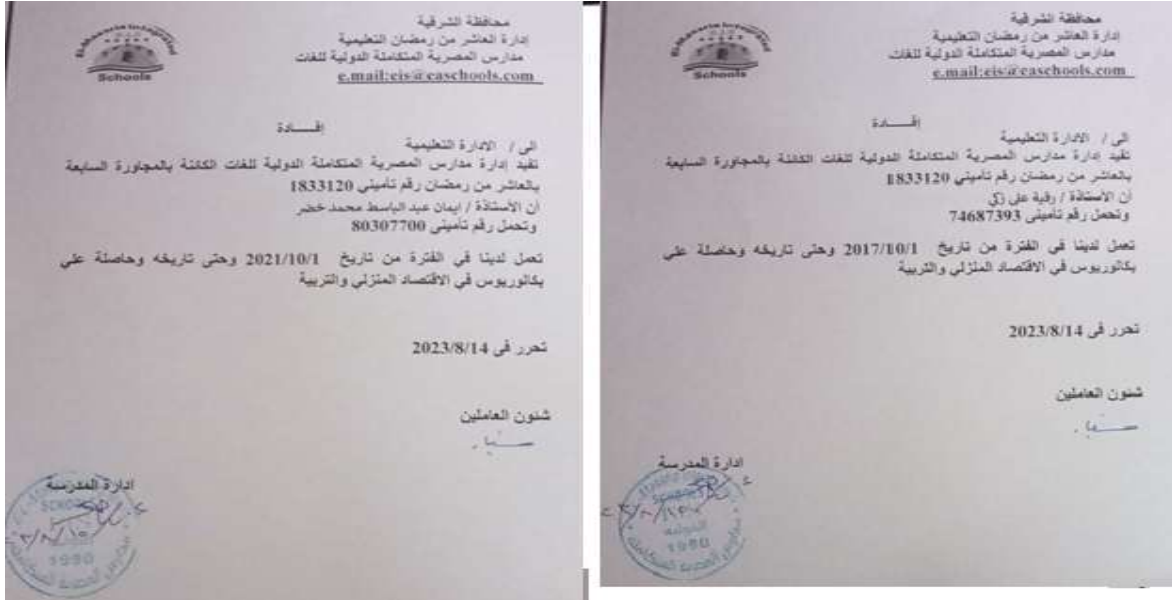 محافظة الشرقية
إدارة العاشر من رمضان التعليمية
مدارس المصرية المتكاملة الدولية للغات
e.mail:eis@easchools.com
Schools
إفـــــادة
الى / الادارة التعليمية
تفيد إدارة مدارس المصرية المتكاملة الدولية للغات الكائنة بالمجاورة السابعة
بالعاشر من رمضان رقم تأميني 1833120
أن الأستاذة / ايمان عبد الباسط محمد خضر
وتحمل رقم تأمينى 80307700
تعمل لدينا في الفترة من تاريخ 2021/10/1 وحتى تاريخه وحاصلة علي
بكالوريوس في الاقتصاد المنزلي والتربية
تحرر فى 2023/8/14
شئون العاملين
ادارة المدرسة
1990
محافظة الشرقية
إدارة العاشر من رمضان التعليمية
مدارس المصرية المتكاملة الدولية للغات
e.mail:eis@easchools.com
Schools
إفـــــادة
الى / الادارة التعليمية
تفيد إدارة مدارس المصرية المتكاملة الدولية للغات الكائنة بالمجاورة السابعة
بالعاشر من رمضان رقم تأميني 1833120
أن الأستاذة / رقية على زكي
وتحمل رقم تأمينى 74687393
تعمل لدينا في الفترة من تاريخ 2017/10/1 وحتى تاريخه وحاصلة علي
بكالوريوس في الاقتصاد المنزلي والتربية
تحرر فى 2023/8/14
شئون العاملين
ادارة المدرسة
1990